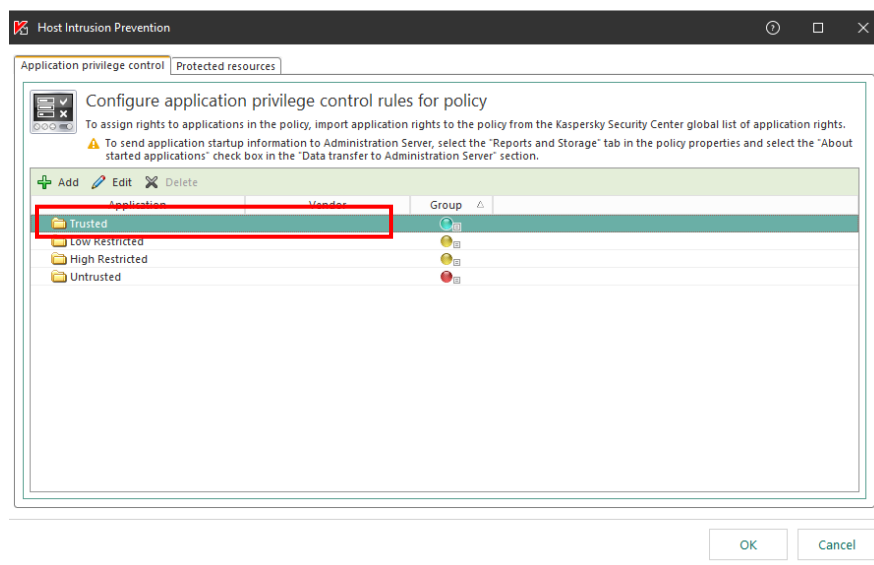 Host Intrusion Prevention
Application privilege control Protected resources
Configure application privilege control rules for policy
To assign rights to applications in the policy, import application rights to the policy from the Kaspersky Security Center global list of application rights.
To send application startup information to Administration Server, select the "Reports and Storage" tab in the policy properties and select the "About
started applications" check box in the "Data transfer to Administration Server" section.
Add Edit Delete
Application Vendor Group
Trusted
Low Restricted
High Restricted
Untrusted
OK Cancel